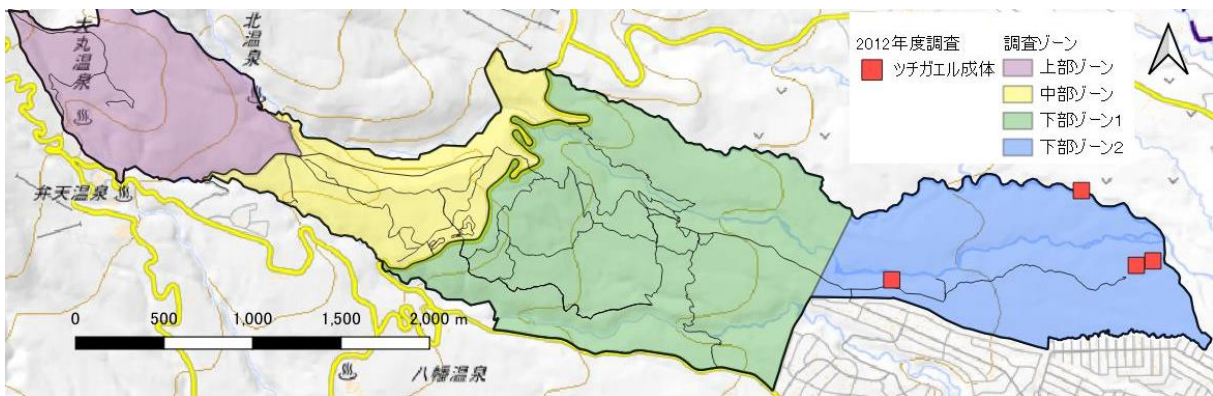 大丸温泉
北温泉
弁天温泉
八幡温泉
0 500 1,000 1,500 2,000 m
2012年度調査
ツチガエル成体
調査ゾーン
上部ゾーン
中部ゾーン
下部ゾーン1
下部ゾーン2